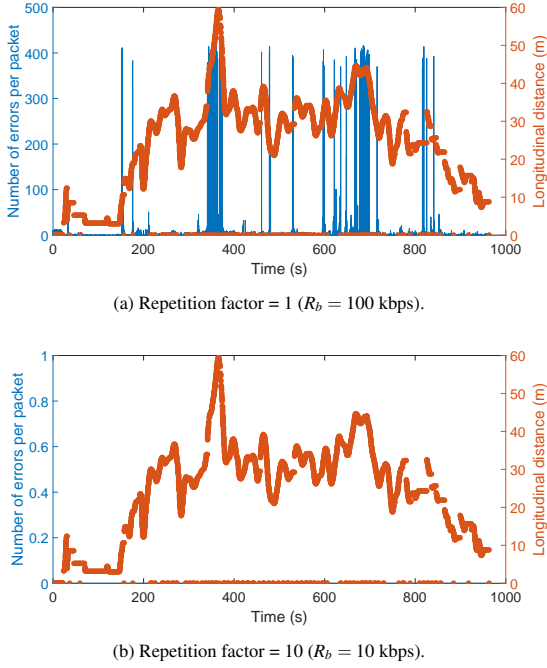 500
400
300
200
100
0
Number of errors per packet
60
50
40
30
20
10
0
Longitudinal distance (m)
0 200 400 600 800 1000
Time (s)
(a) Repetition factor = 1 (R_b = 100 kbps).
1
0.8
0.6
0.4
0.2
0
Number of errors per packet
60
50
40
30
20
10
0
Longitudinal distance (m)
0 200 400 600 800 1000
Time (s)
(b) Repetition factor = 10 (R_b = 10 kbps).